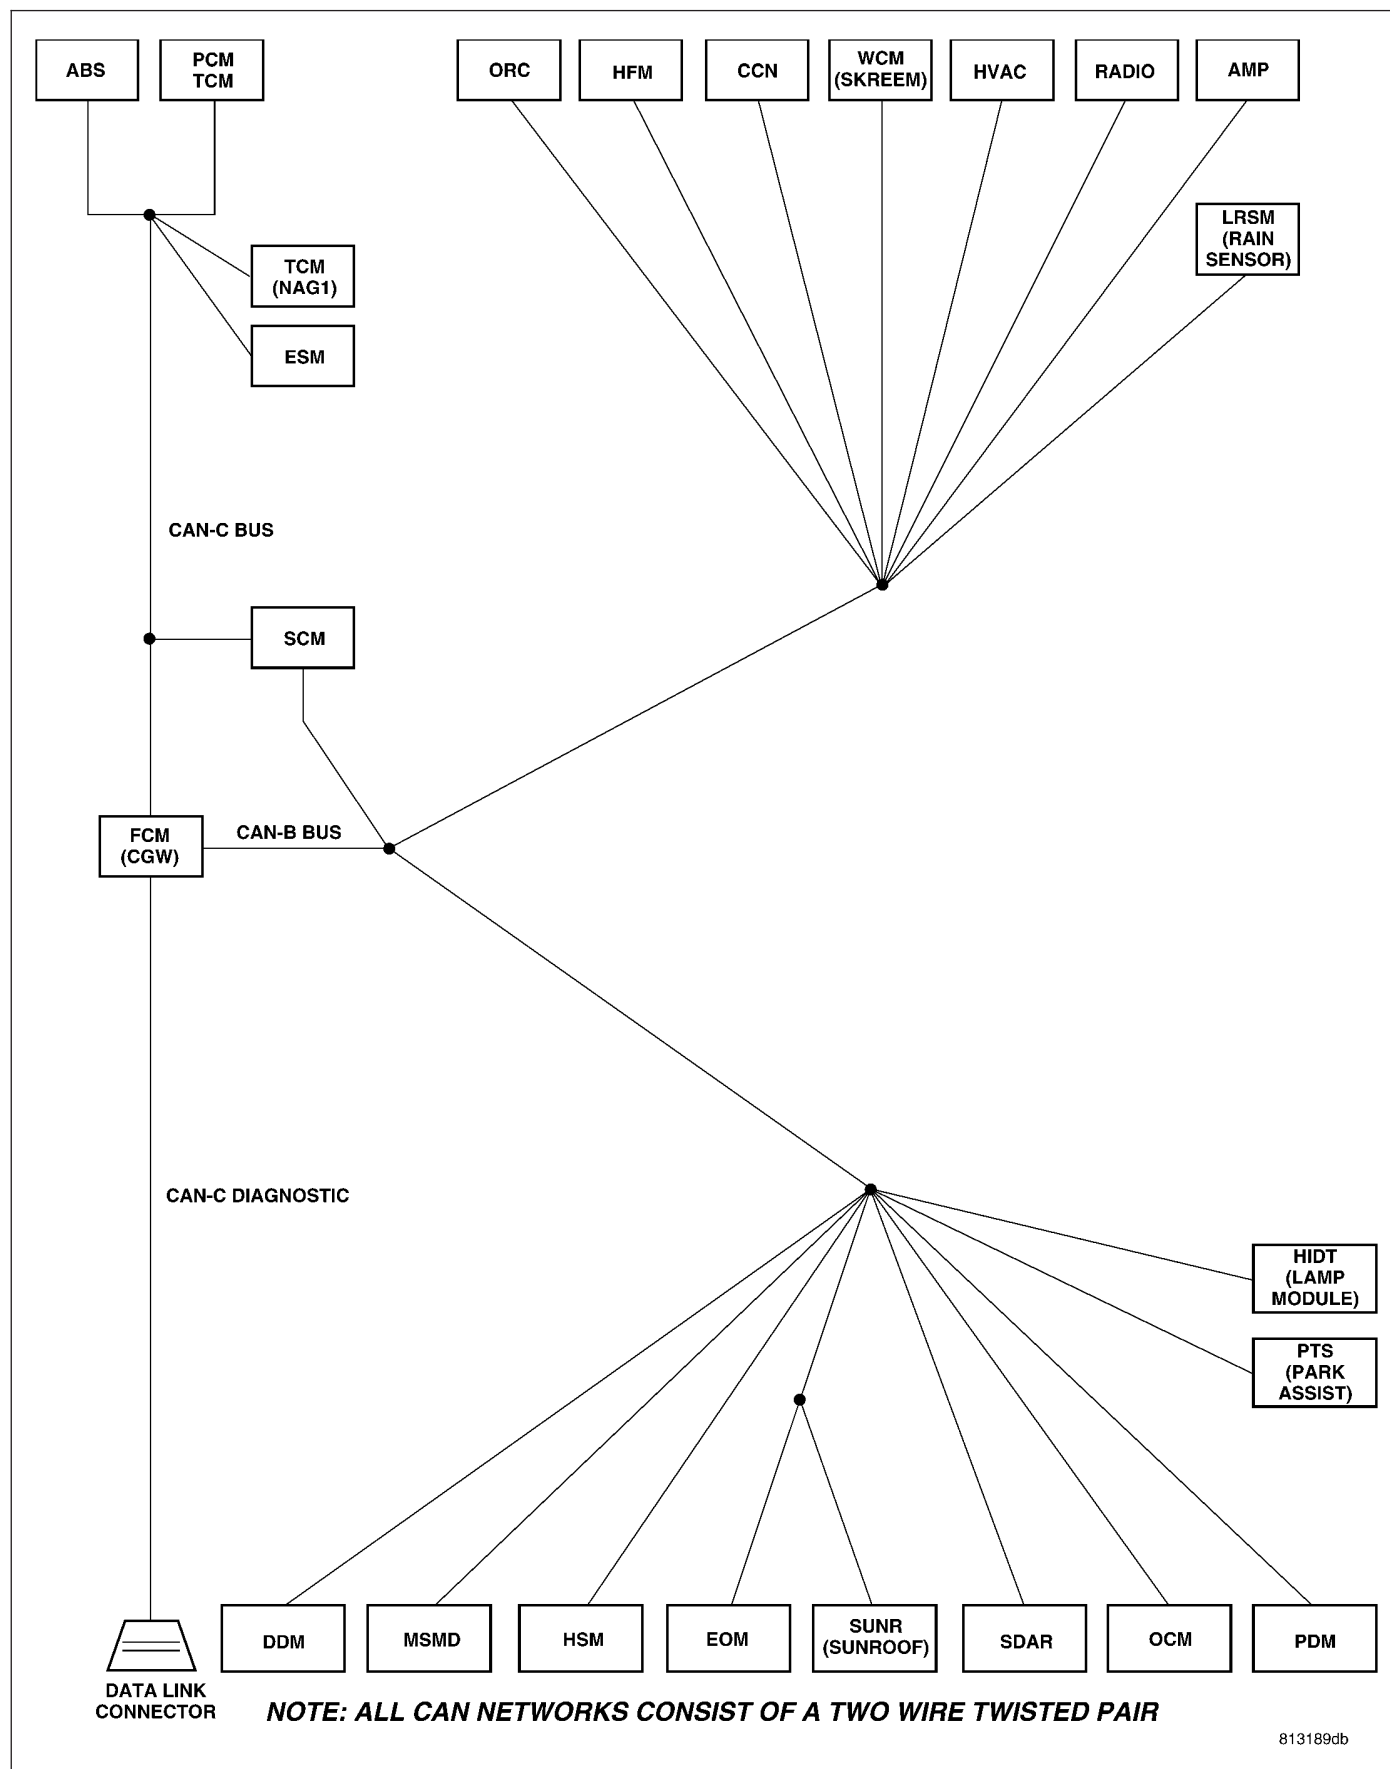 ABS
PCM
TCM
ORC
HFM
CCN
WCM
(SKREEM)
HVAC
RADIO
AMP
LRSM
(RAIN
SENSOR)
TCM
(NAG1)
ESM
CAN-C BUS
SCM
FCM
(CGW)
CAN-B BUS
CAN-C DIAGNOSTIC
HIDT
(LAMP
MODULE)
PTS
(PARK
ASSIST)
DDM
MSMD
HSM
EOM
SUNR
(SUNROOF)
SDAR
OCM
PDM
DATA LINK
CONNECTOR
NOTE: ALL CAN NETWORKS CONSIST OF A TWO WIRE TWISTED PAIR
813189db